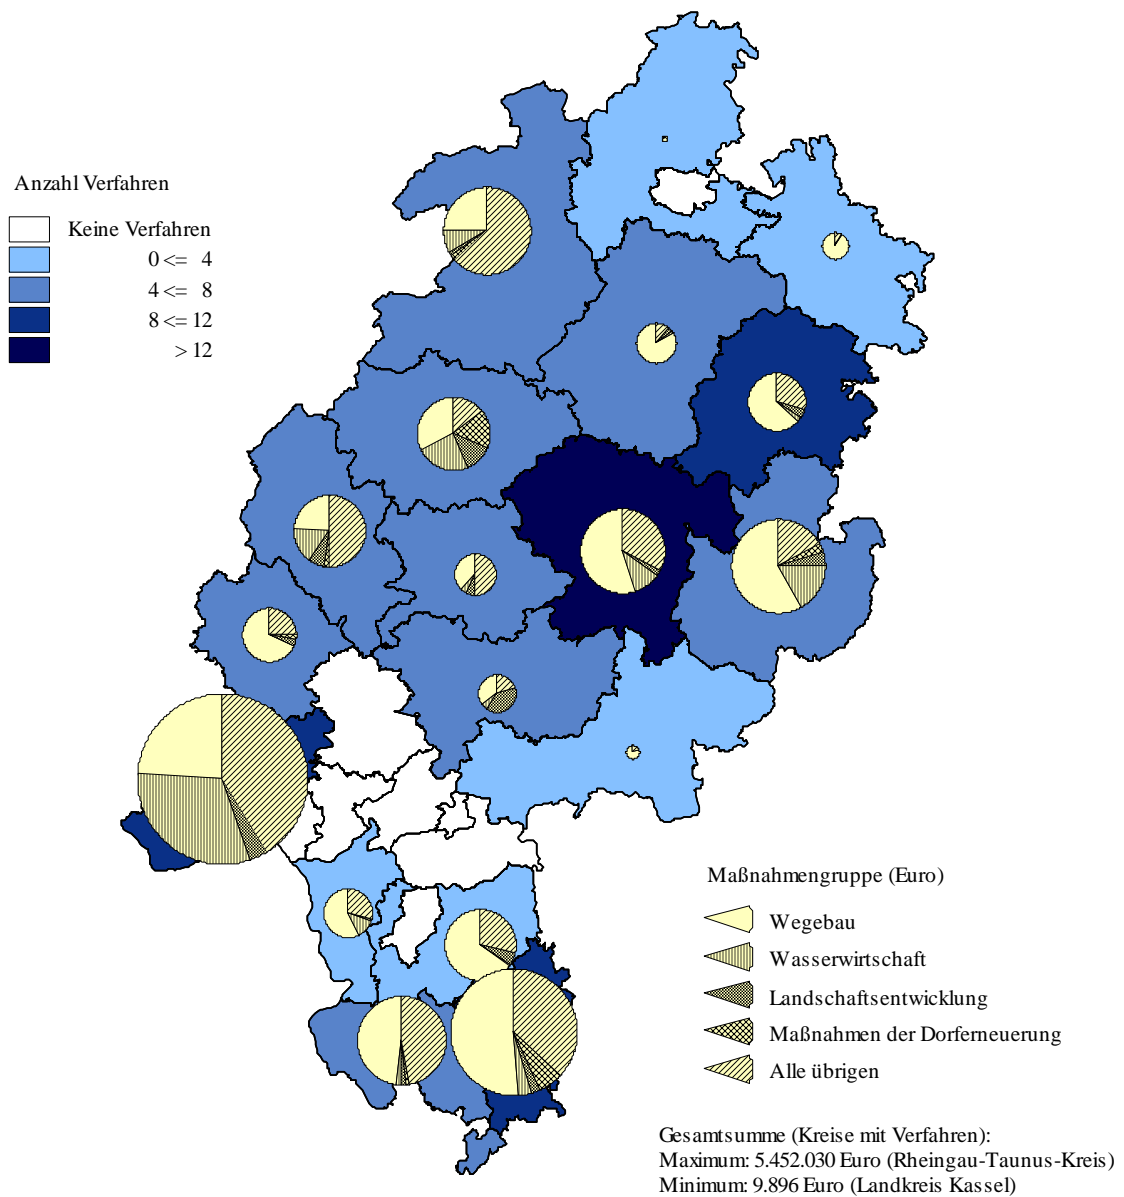 Anzahl Verfahren
Keine Verfahren
0 <= 4
4 <= 8
8 <= 12
> 12
Maßnahmengruppe (Euro)
Wegebau
Wasserwirtschaft
Landschaftsentwicklung
Maßnahmen der Dorferneuerung
Alle übrigen
Gesamtsumme (Kreise mit Verfahren):
Maximum: 5.452.030 Euro (Rheingau-Taunus-Kreis)
Minimum: 9.896 Euro (Landkreis Kassel)